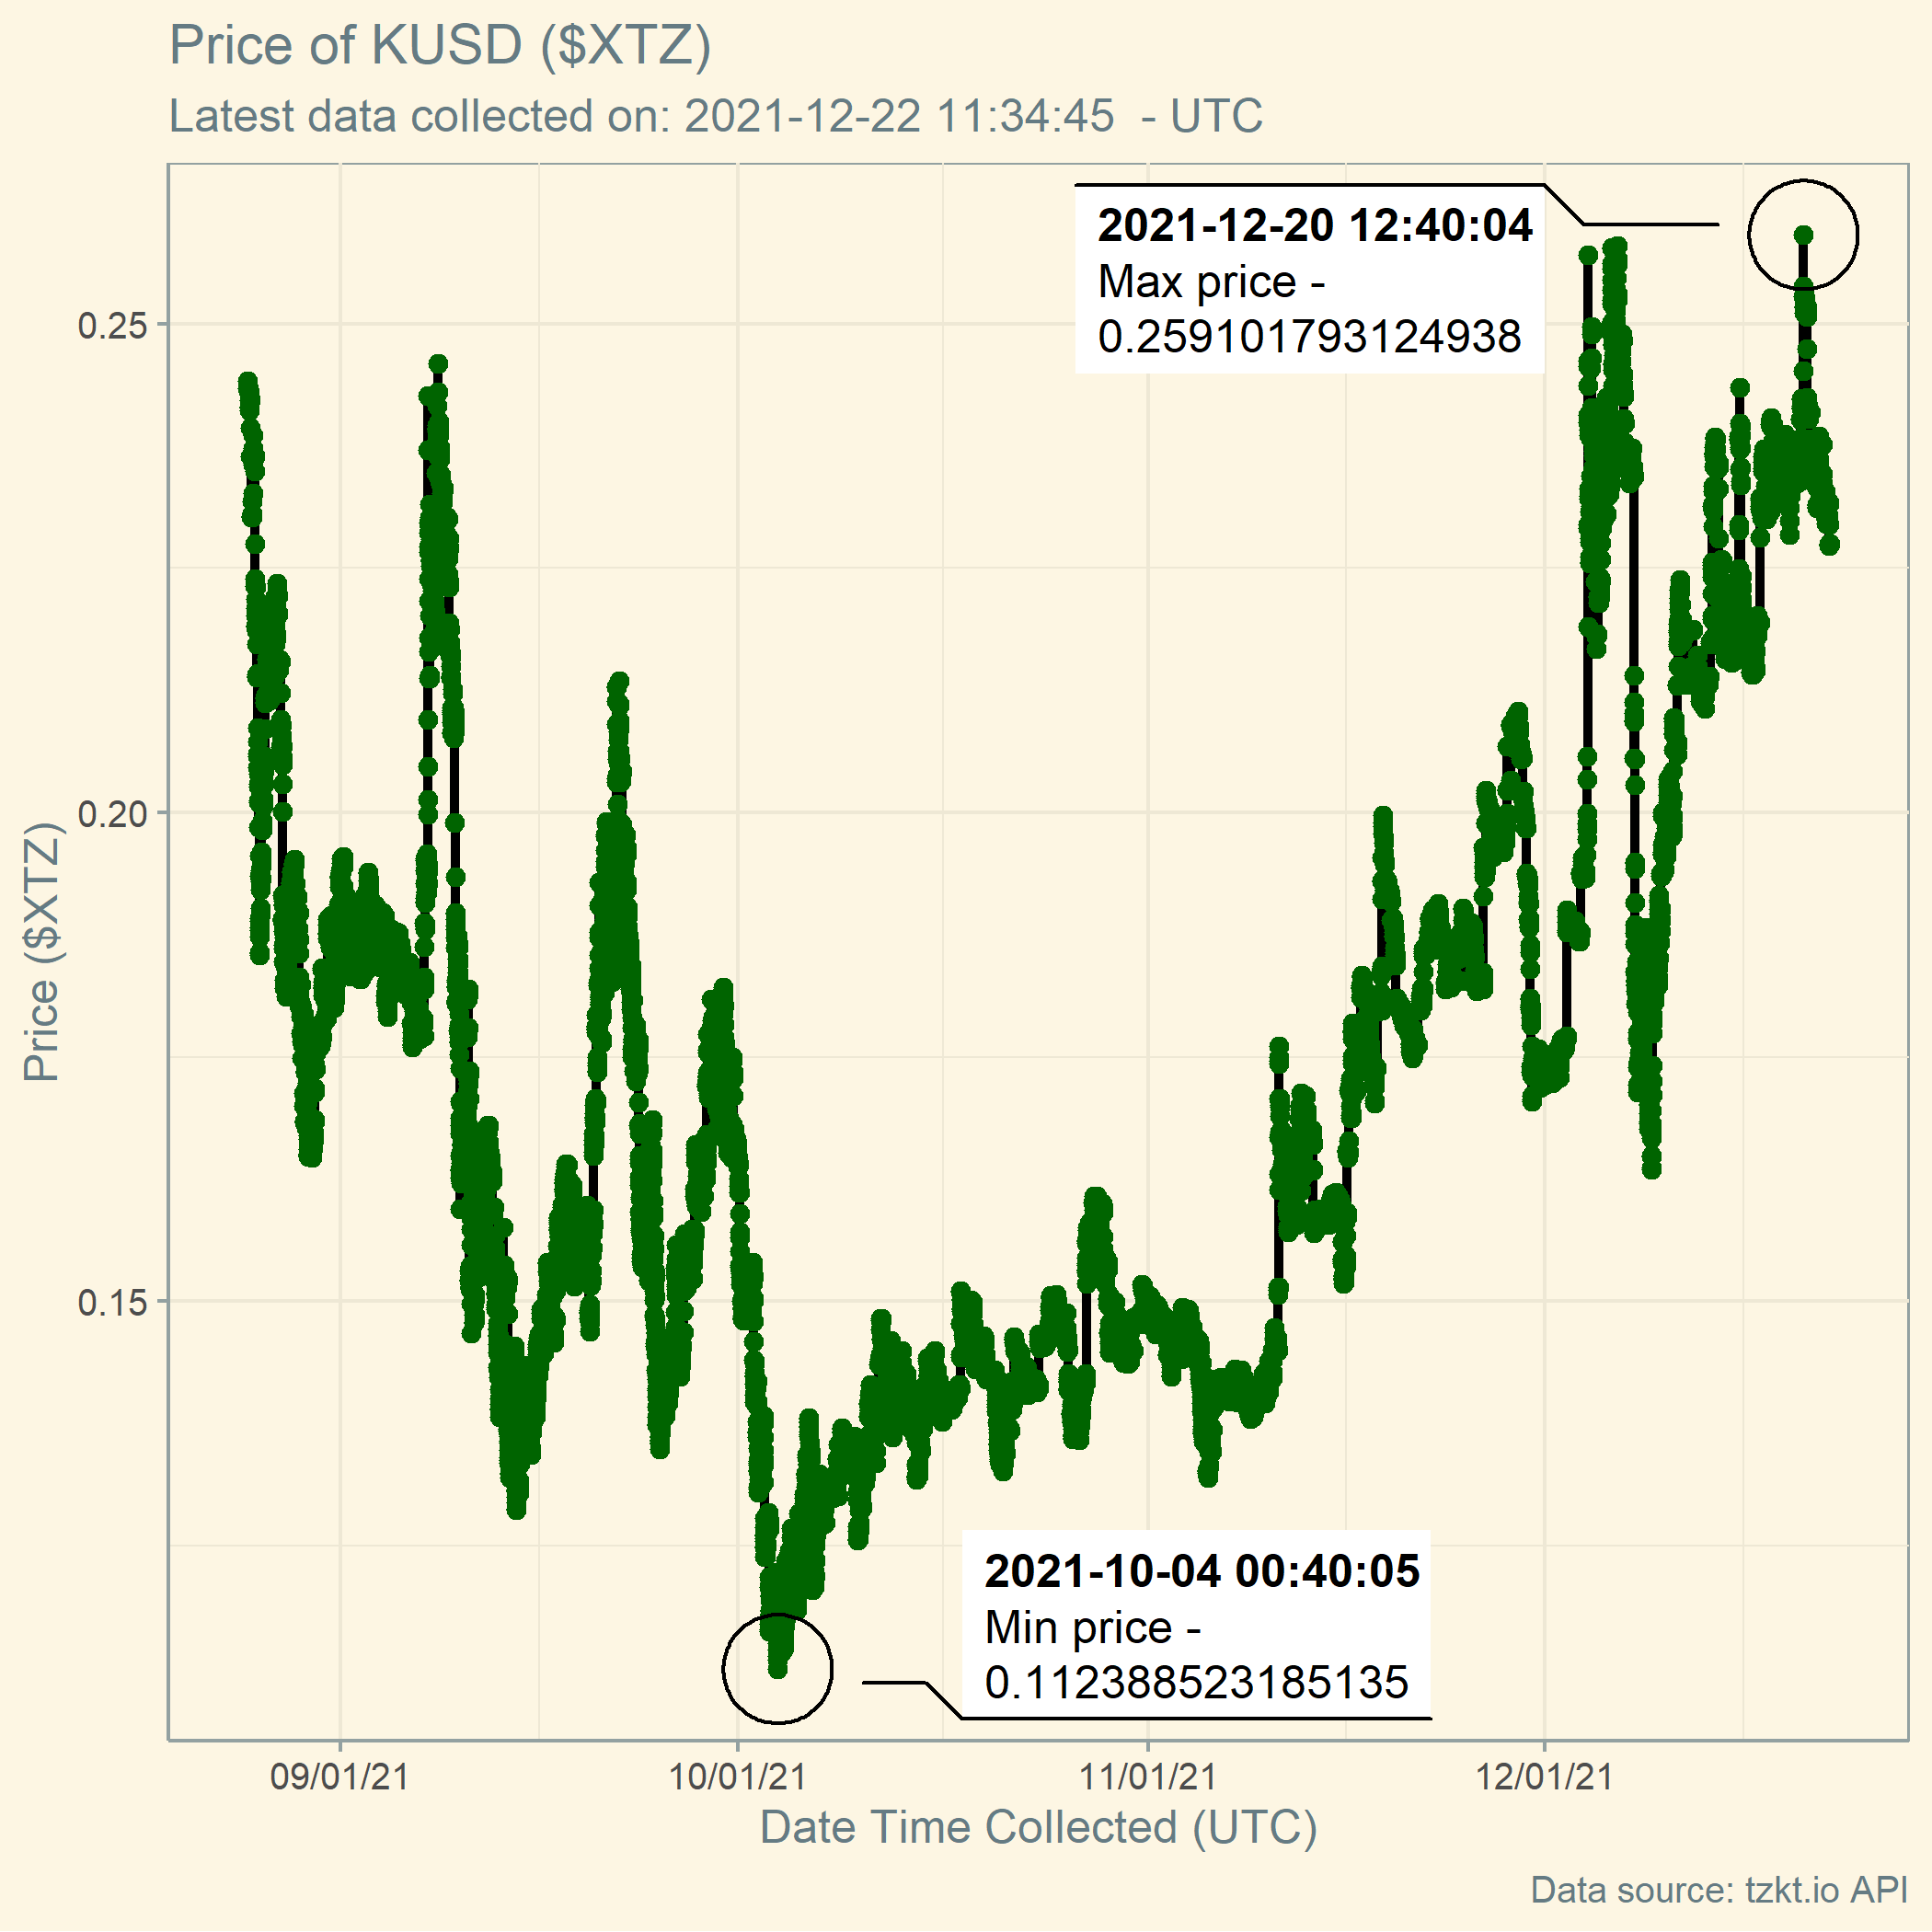 Price of KUSD ($XTZ)
Latest data collected on: 2021-12-22 11:34:45  - UTC
2021-12-20 12:40:04
Max price -
0.259101793124938
0.25
0.20
0.15
Price ($XTZ)
2021-10-04 00:40:05
Min price -
0.112388523185135
09/01/21
10/01/21
11/01/21
12/01/21
Date Time Collected (UTC)
Data source: tzkt.io API